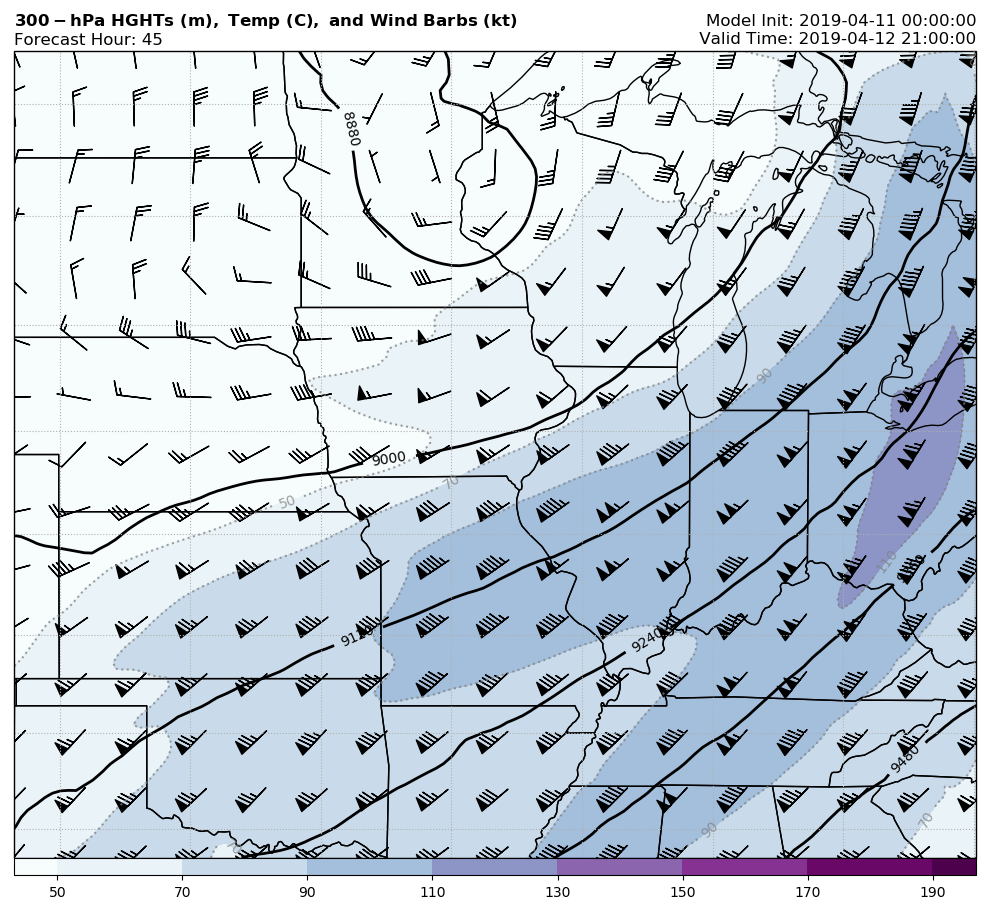 300 − hPa HGHTs (m), Temp (C), and Wind Barbs (kt)
Model Init: 2019-04-11 00:00:00
Forecast Hour: 45
Valid Time: 2019-04-12 21:00:00
8880
90
9000
70
50
110
9120
9240
9480
90
70
50 70 90 110 130 150 170 190